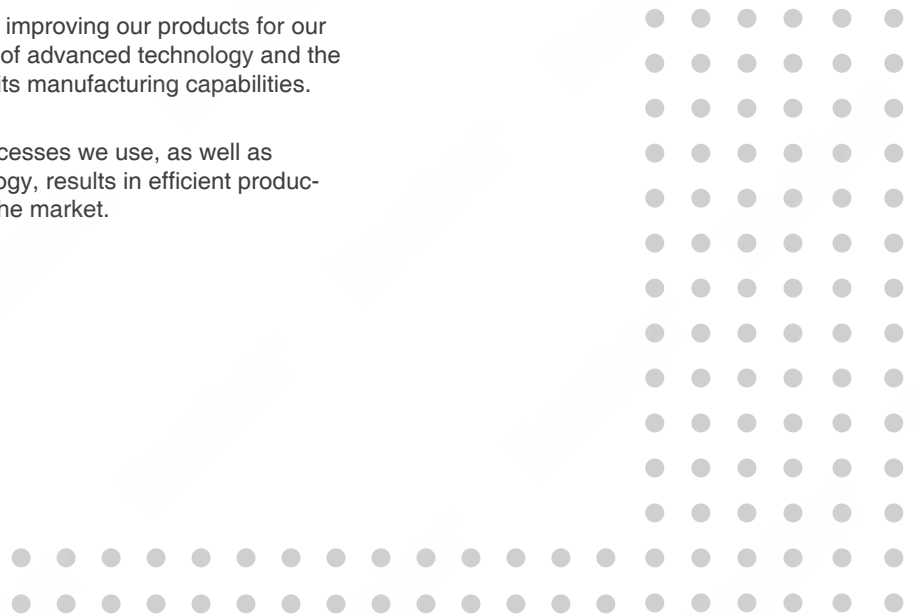 improving our products for our
of advanced technology and the
its manufacturing capabilities.
cesses we use, as well as
ogy, results in efficient produc-
he market.